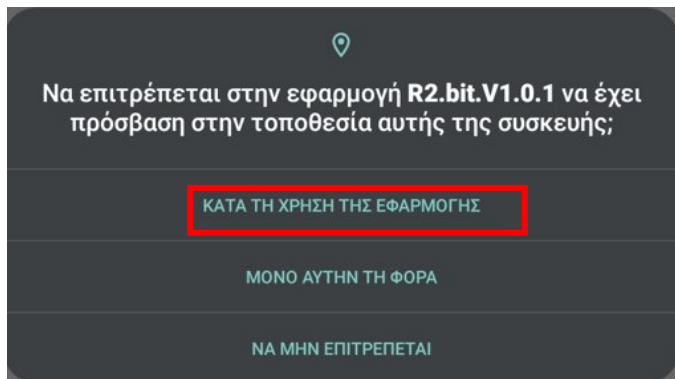 Να επιτρέπεται στην εφαρμογή R2.bit.V1.0.1 να έχει
πρόσβαση στην τοποθεσία αυτής της συσκευής;
ΚΑΤΑ ΤΗ ΧΡΗΣΗ ΤΗΣ ΕΦΑΡΜΟΓΗΣ
ΜΟΝΟ ΑΥΤΗΝ ΤΗ ΦΟΡΑ
ΝΑ ΜΗΝ ΕΠΙΤΡΕΠΕΤΑΙ